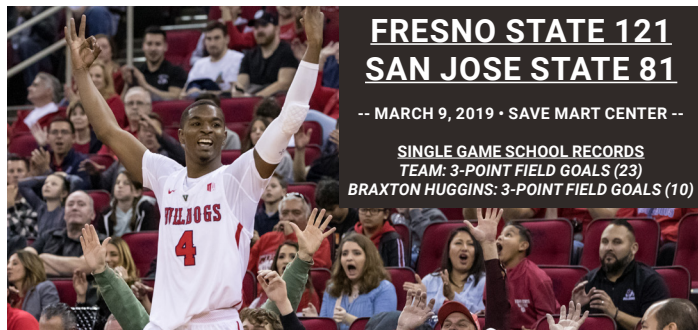 FRESNO STATE 121
SAN JOSE STATE 81
-- MARCH 9, 2019 • SAVE MART CENTER --
SINGLE GAME SCHOOL RECORDS
TEAM: 3-POINT FIELD GOALS (23)
BRAXTON HUGGINS: 3-POINT FIELD GOALS (10)
BULLDOGS
4